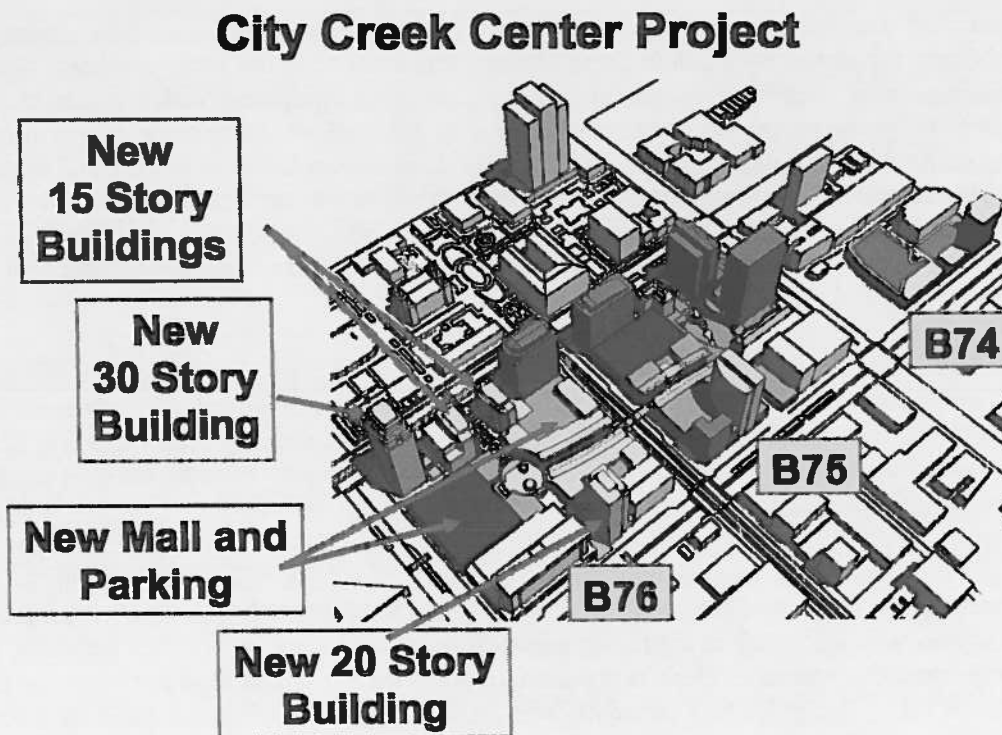 City Creek Center Project
New
15 Story
Buildings
New
30 Story
Building
New Mall and
Parking
New 20 Story
Building
B74
B75
B76